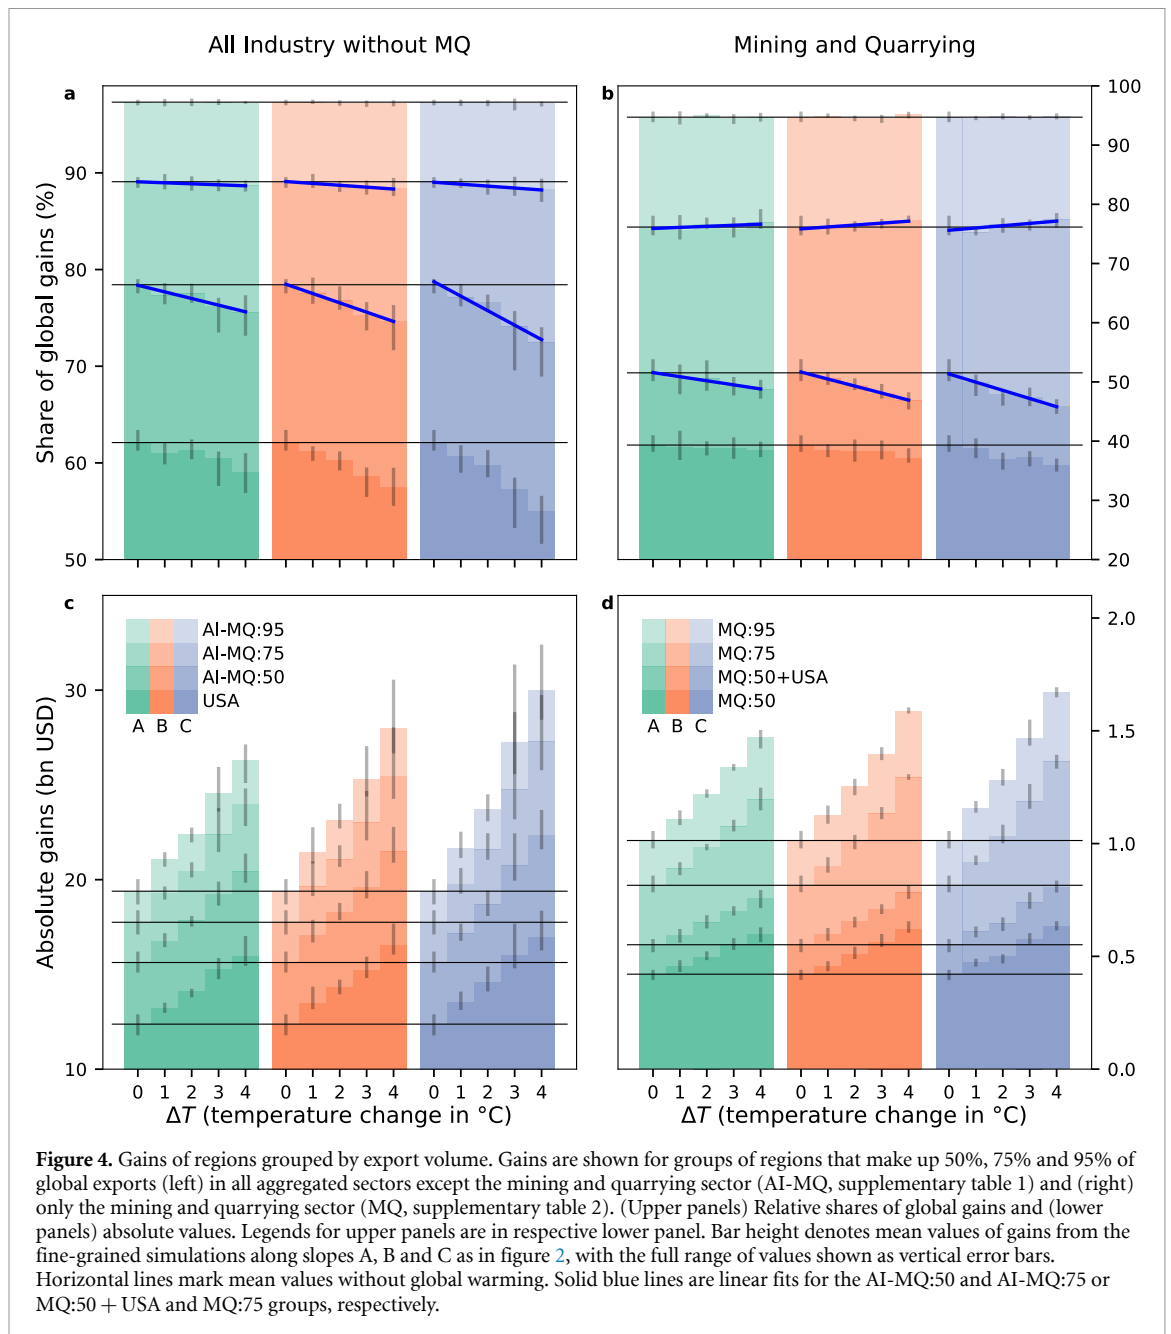 All Industry without MQ
Mining and Quarrying
a
b
Share of global gains (%)
90
80
70
60
50
100
90
80
70
60
50
40
30
20
c
d
AI-MQ:95
AI-MQ:75
AI-MQ:50
USA
A B C
MQ:95
MQ:75
MQ:50+USA
MQ:50
A B C
Absolute gains (bn USD)
30
20
10
2.0
1.5
1.0
0.5
0.0
0 1 2 3 4 0 1 2 3 4 0 1 2 3 4
0 1 2 3 4 0 1 2 3 4 0 1 2 3 4
ΔT (temperature change in °C)
ΔT (temperature change in °C)
Figure 4. Gains of regions grouped by export volume. Gains are shown for groups of regions that make up 50%, 75% and 95% of
global exports (left) in all aggregated sectors except the mining and quarrying sector (AI-MQ, supplementary table 1) and (right)
only the mining and quarrying sector (MQ, supplementary table 2). (Upper panels) Relative shares of global gains and (lower
panels) absolute values. Legends for upper panels are in respective lower panel. Bar height denotes mean values of gains from the
fine-grained simulations along slopes A, B and C as in figure 2, with the full range of values shown as vertical error bars.
Horizontal lines mark mean values without global warming. Solid blue lines are linear fits for the AI-MQ:50 and AI-MQ:75 or
MQ:50 + USA and MQ:75 groups, respectively.